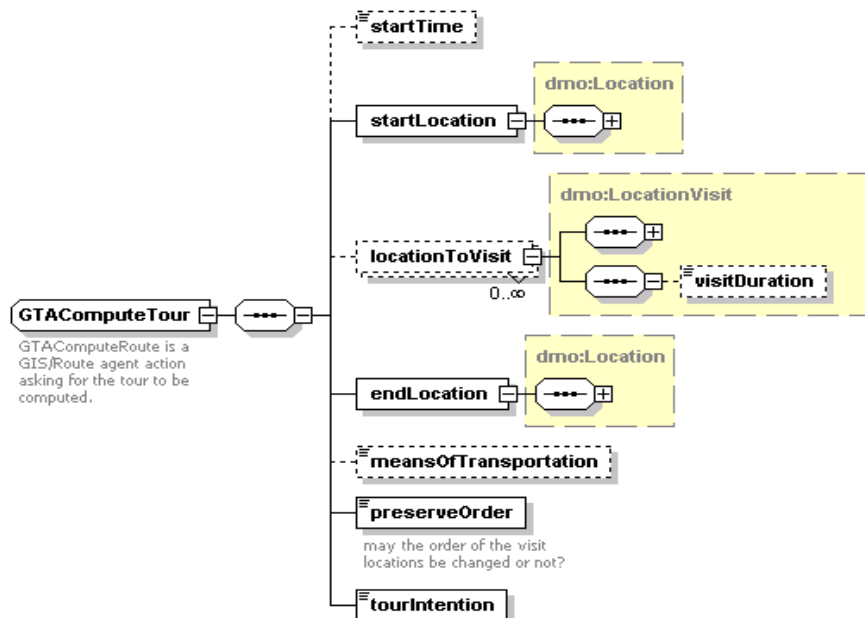 startTime
dmo:Location
startLocation
dmo:LocationVisit
locationToVisit
0..∞
visitDuration
GTAComputeTour
GTAComputeRoute is a
GIS/Route agent action
asking for the tour to be
computed.
dmo:Location
endLocation
meansOfTransportation
preserveOrder
may the order of the visit
locations be changed or not?
tourIntention